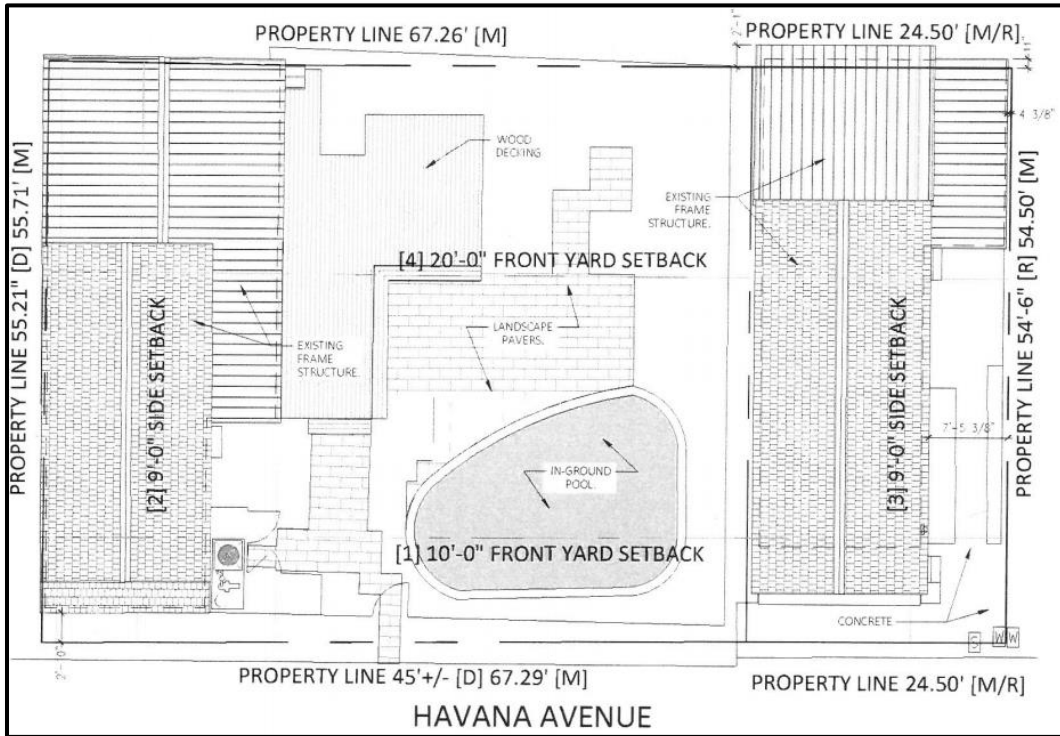 PROPERTY LINE 67.26' [M]
2'-1"
PROPERTY LINE 24.50' [M/R]
11"
4 3/8"
WOOD
DECKING.
PROPERTY LINE 55.21" [D] 55.71' [M]
EXISTING
FRAME
STRUCTURE.
PROPERTY LINE 54'-6" [R] 54.50' [M]
[4] 20'-0" FRONT YARD SETBACK
[2] 9'-0" SIDE SETBACK
EXISTING
FRAME
STRUCTURE.
LANDSCAPE
PAVERS.
[3] 9'-0" SIDE SETBACK
7'-5 3/8"
IN-GROUND
POOL.
[1] 10'-0" FRONT YARD SETBACK
CONCRETE
W W
2'-0"
PROPERTY LINE 45'+/- [D] 67.29' [M]
PROPERTY LINE 24.50' [M/R]
HAVANA AVENUE